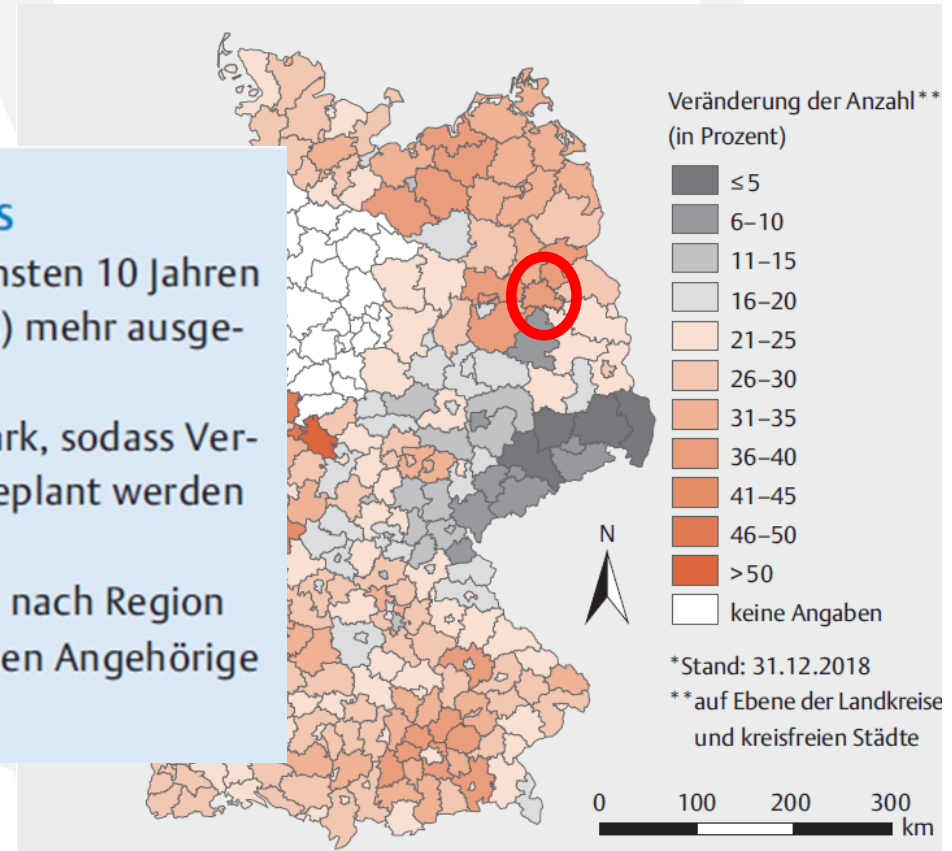 s
nsten 10 Jahren
) mehr ausge-
ark, sodass Ver-
eplant werden
nach Region
en Angehörige
Veränderung der Anzahl**
(in Prozent)
≤5
6–10
11–15
16–20
21–25
26–30
31–35
36–40
41–45
46–50
>50
keine Angaben
N
*Stand: 31.12.2018
**auf Ebene der Landkreise
und kreisfreien Städte
0 100 200 300
km